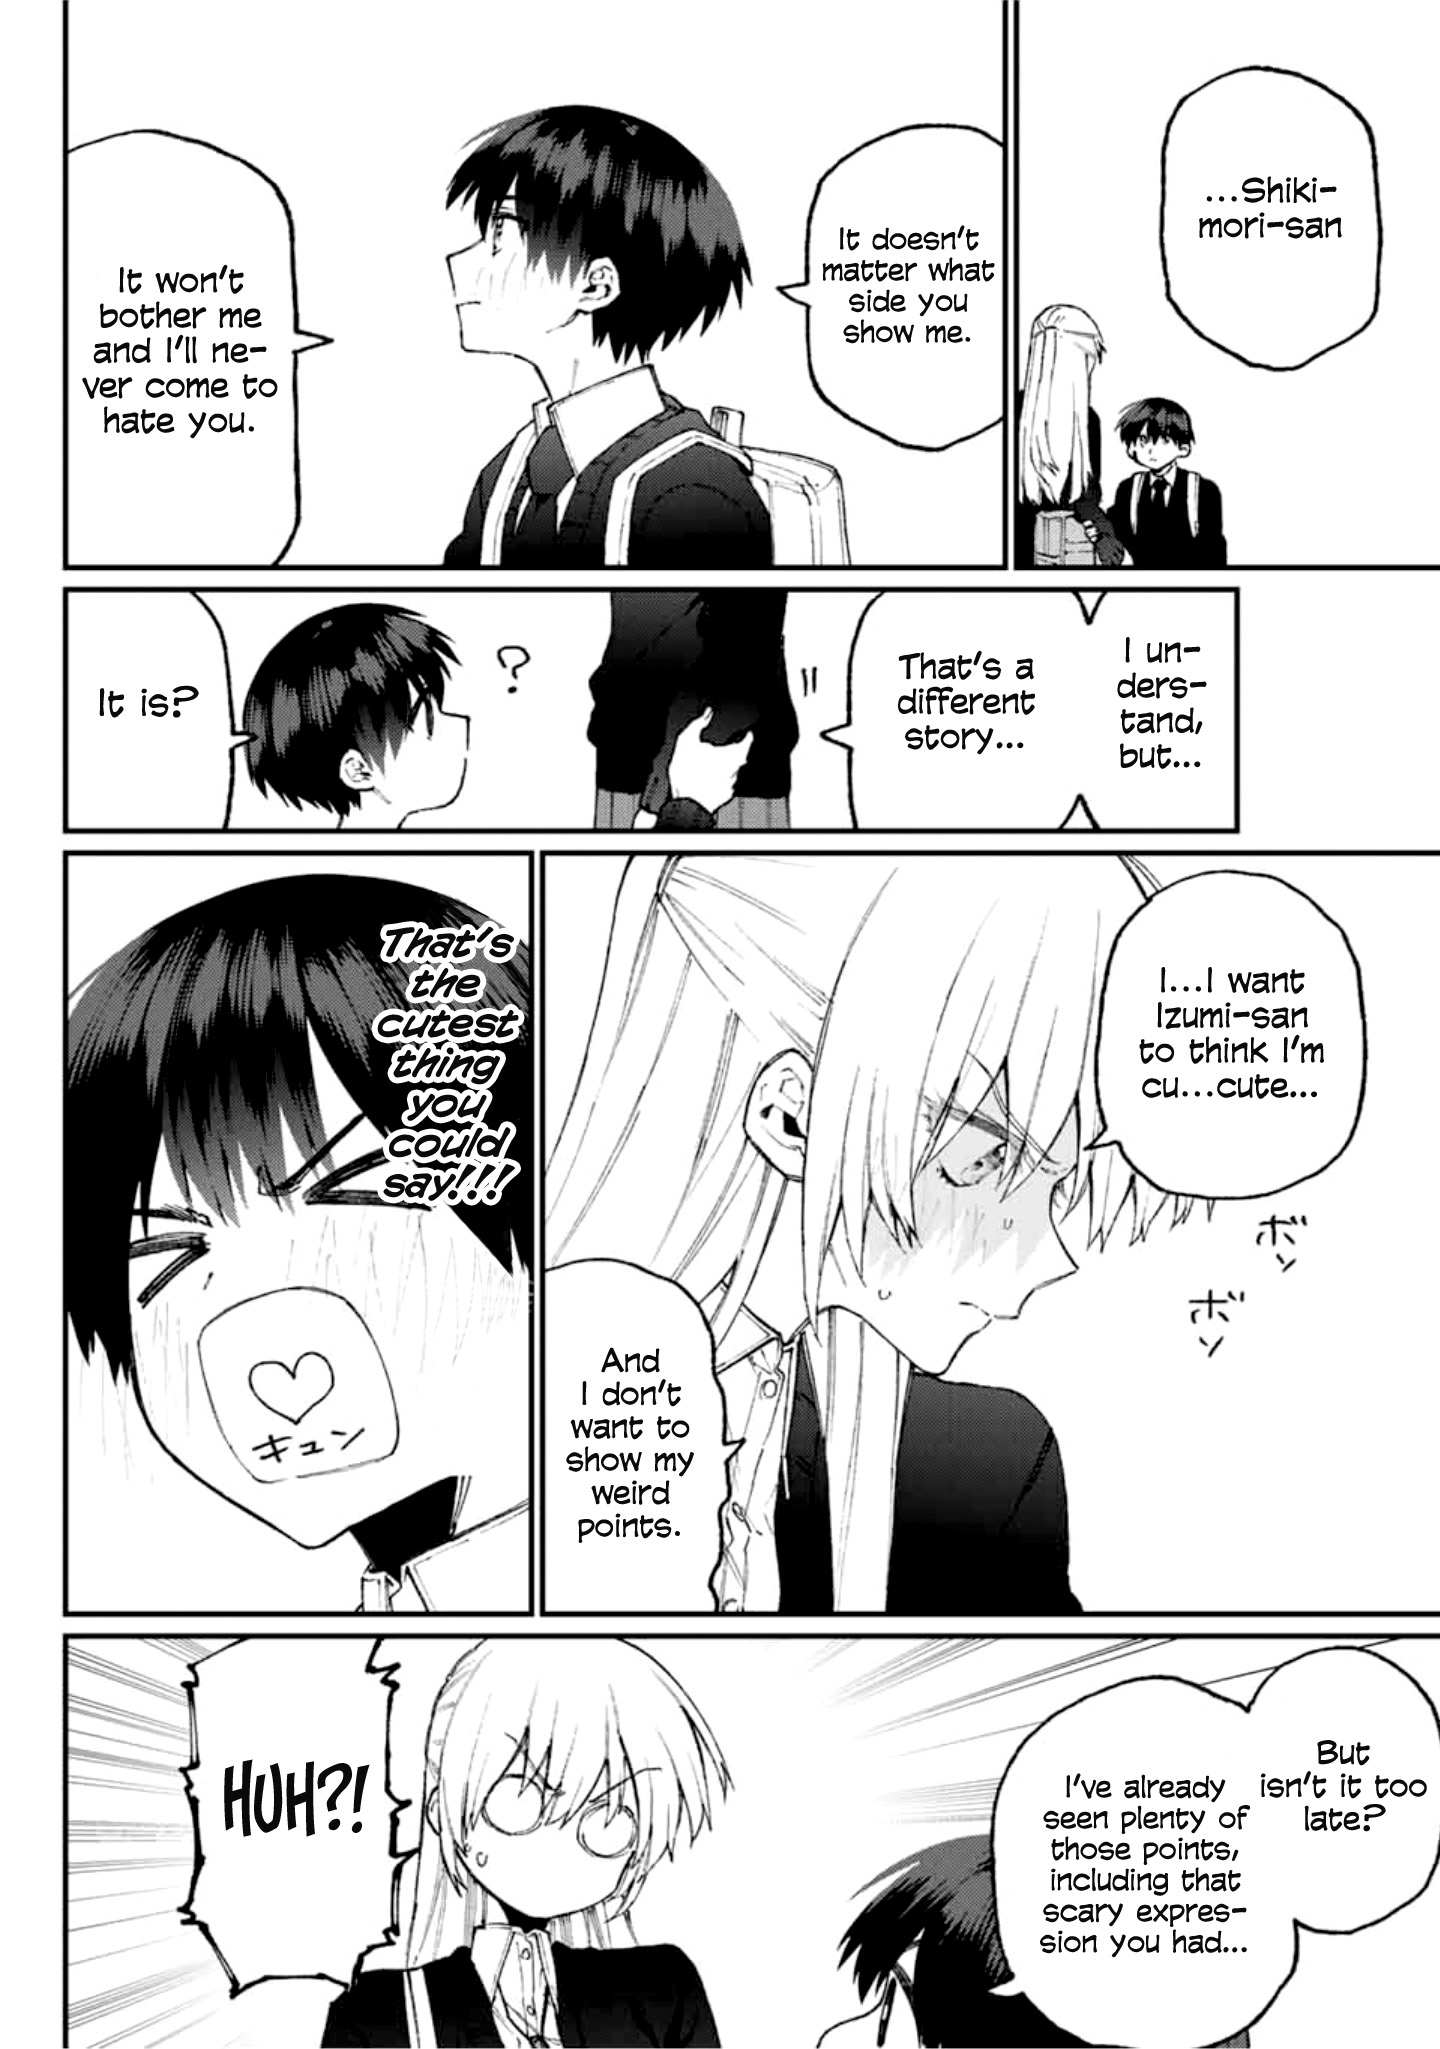 ...Shiki-
mori-san
It doesn't
matter what
side you
show me.
It won't
bother me
and I'll ne-
ver come to
hate you.
I un-
ders-
tand,
but...
That's a
different
story...
?
It is?
I...I want
Izumi-san
to think I'm
cu...cute...
ボソ
ボソ
And
I don't
want to
show my
weird
points.
That's
the
cutest
thing
you
could
say!!!
キュン
But
isn't it too
late?
I've already
seen plenty of
those points,
including that
scary expres-
sion you had...
HUH?!